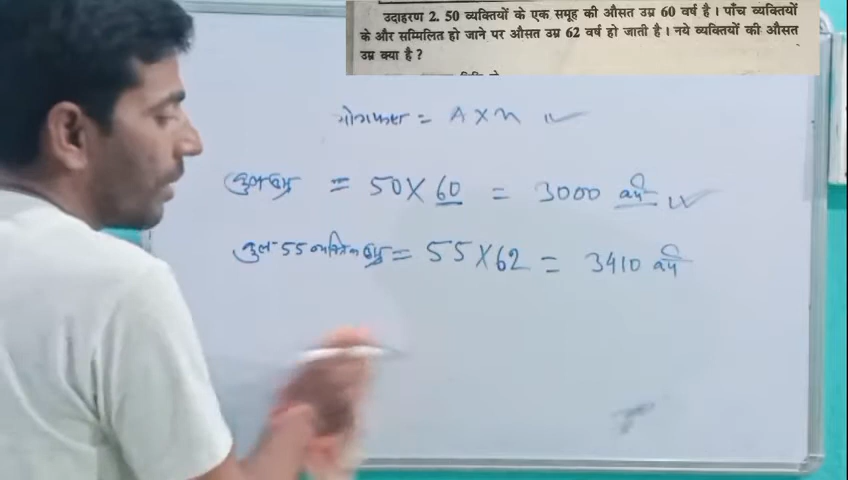 उदाहरण 2. 50 व्यक्तियों के एक समूह की औसत उम्र 60 वर्ष है। पाँच व्यक्तियों
के और सम्मिलित हो जाने पर औसत उम्र 62 वर्ष हो जाती है। नये व्यक्तियों की औसत
उम्र क्या है ?
योगफल = A × n
कुल उम्र = 50 × 60 = 3000 वर्ष
कुल 55 व्यक्ति की उम्र = 55 × 62 = 3410 वर्ष